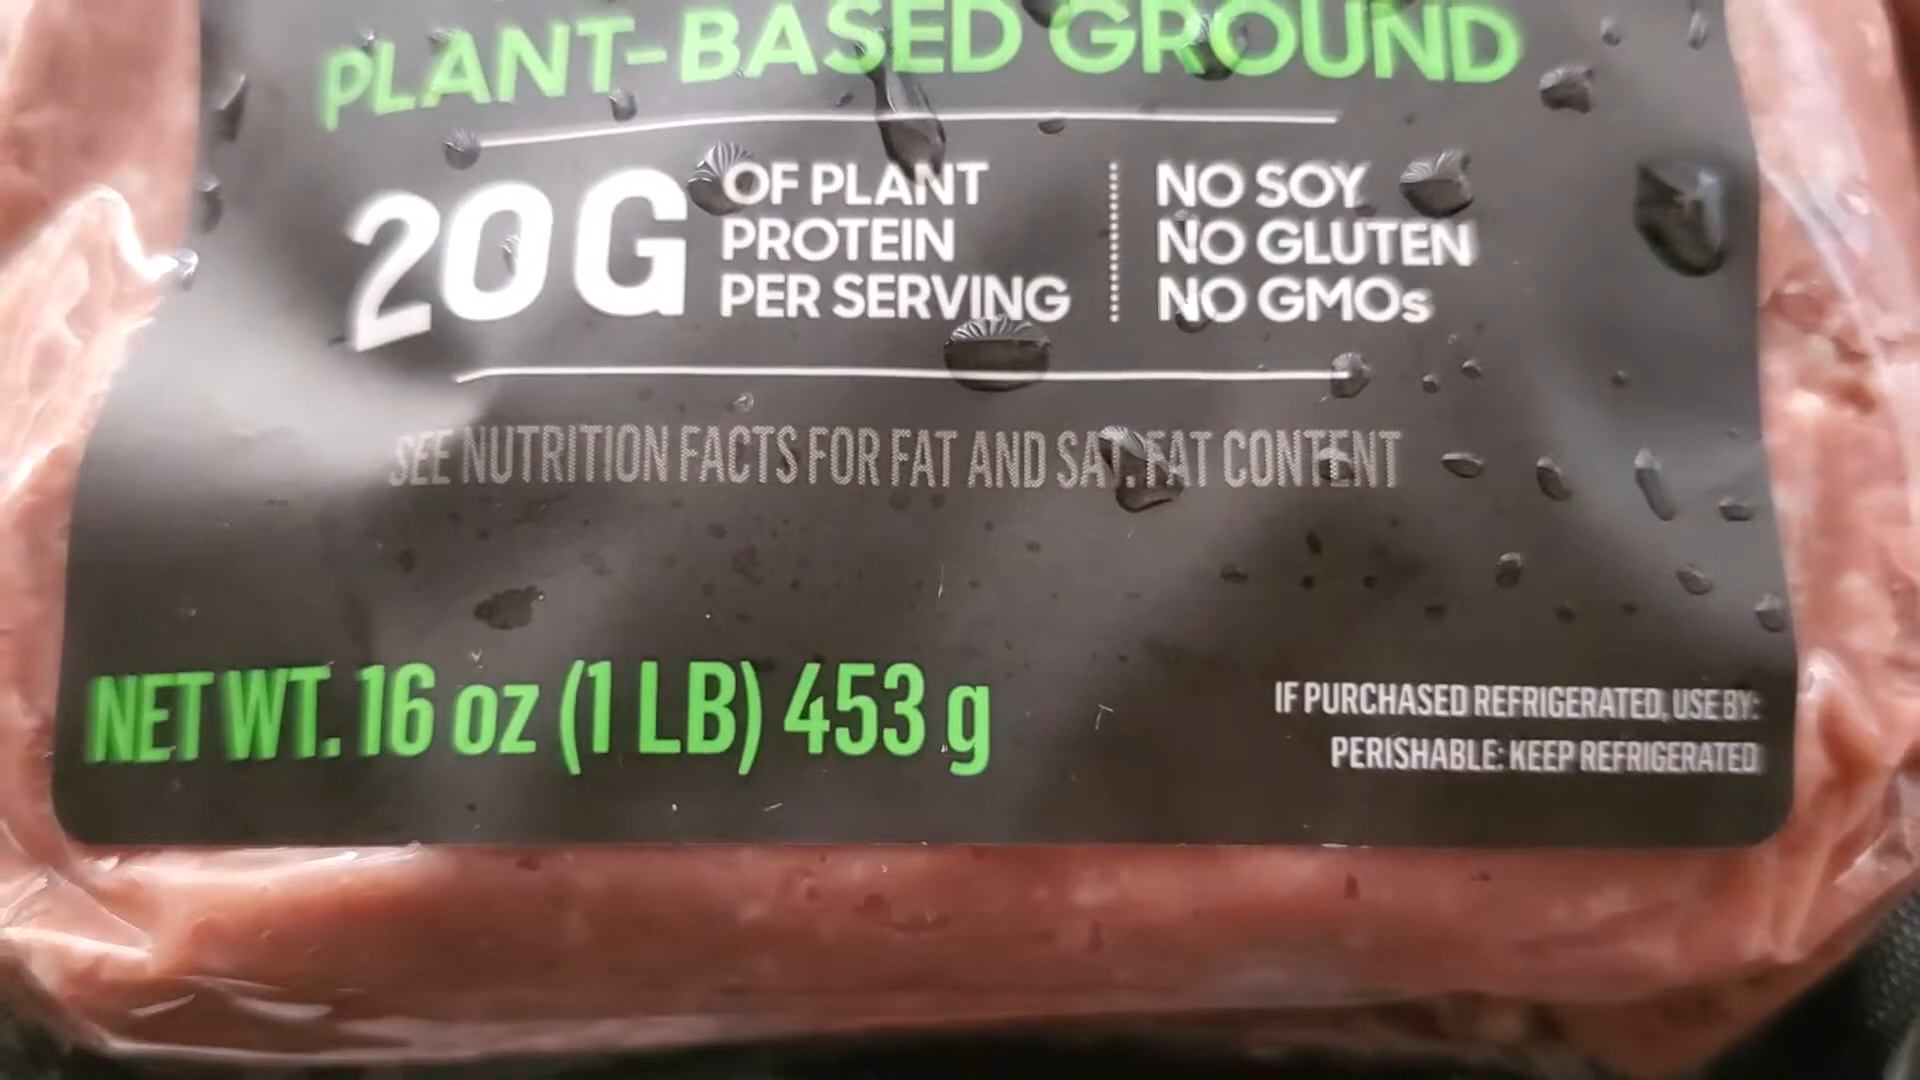 PLANT-BASED GROUND
20G
OF PLANT
PROTEIN
PER SERVING
NO SOY
NO GLUTEN
NO GMOs
SEE NUTRITION FACTS FOR FAT AND SAT. FAT CONTENT
NET WT. 16 oz (1 LB) 453 g
IF PURCHASED REFRIGERATED, USE BY:
PERISHABLE: KEEP REFRIGERATED